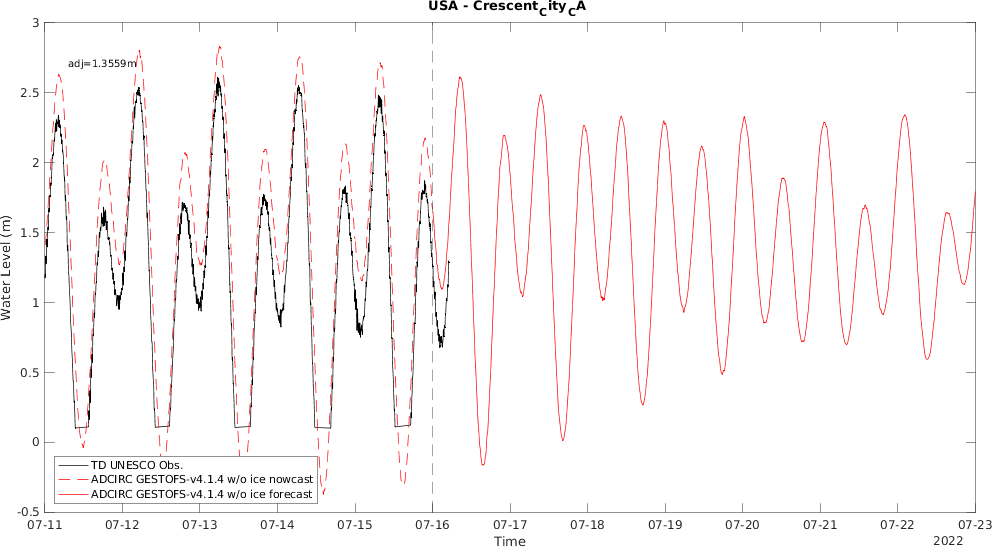 USA - Crescent_City_CA
adj=1.3559m
3
2.5
2
1.5
1
0.5
0
-0.5
Water Level (m)
TD UNESCO Obs.
ADCIRC GESTOFS-v4.1.4 w/o ice nowcast
ADCIRC GESTOFS-v4.1.4 w/o ice forecast
07-11 07-12 07-13 07-14 07-15 07-16 07-17 07-18 07-19 07-20 07-21 07-22 07-23
Time
2022